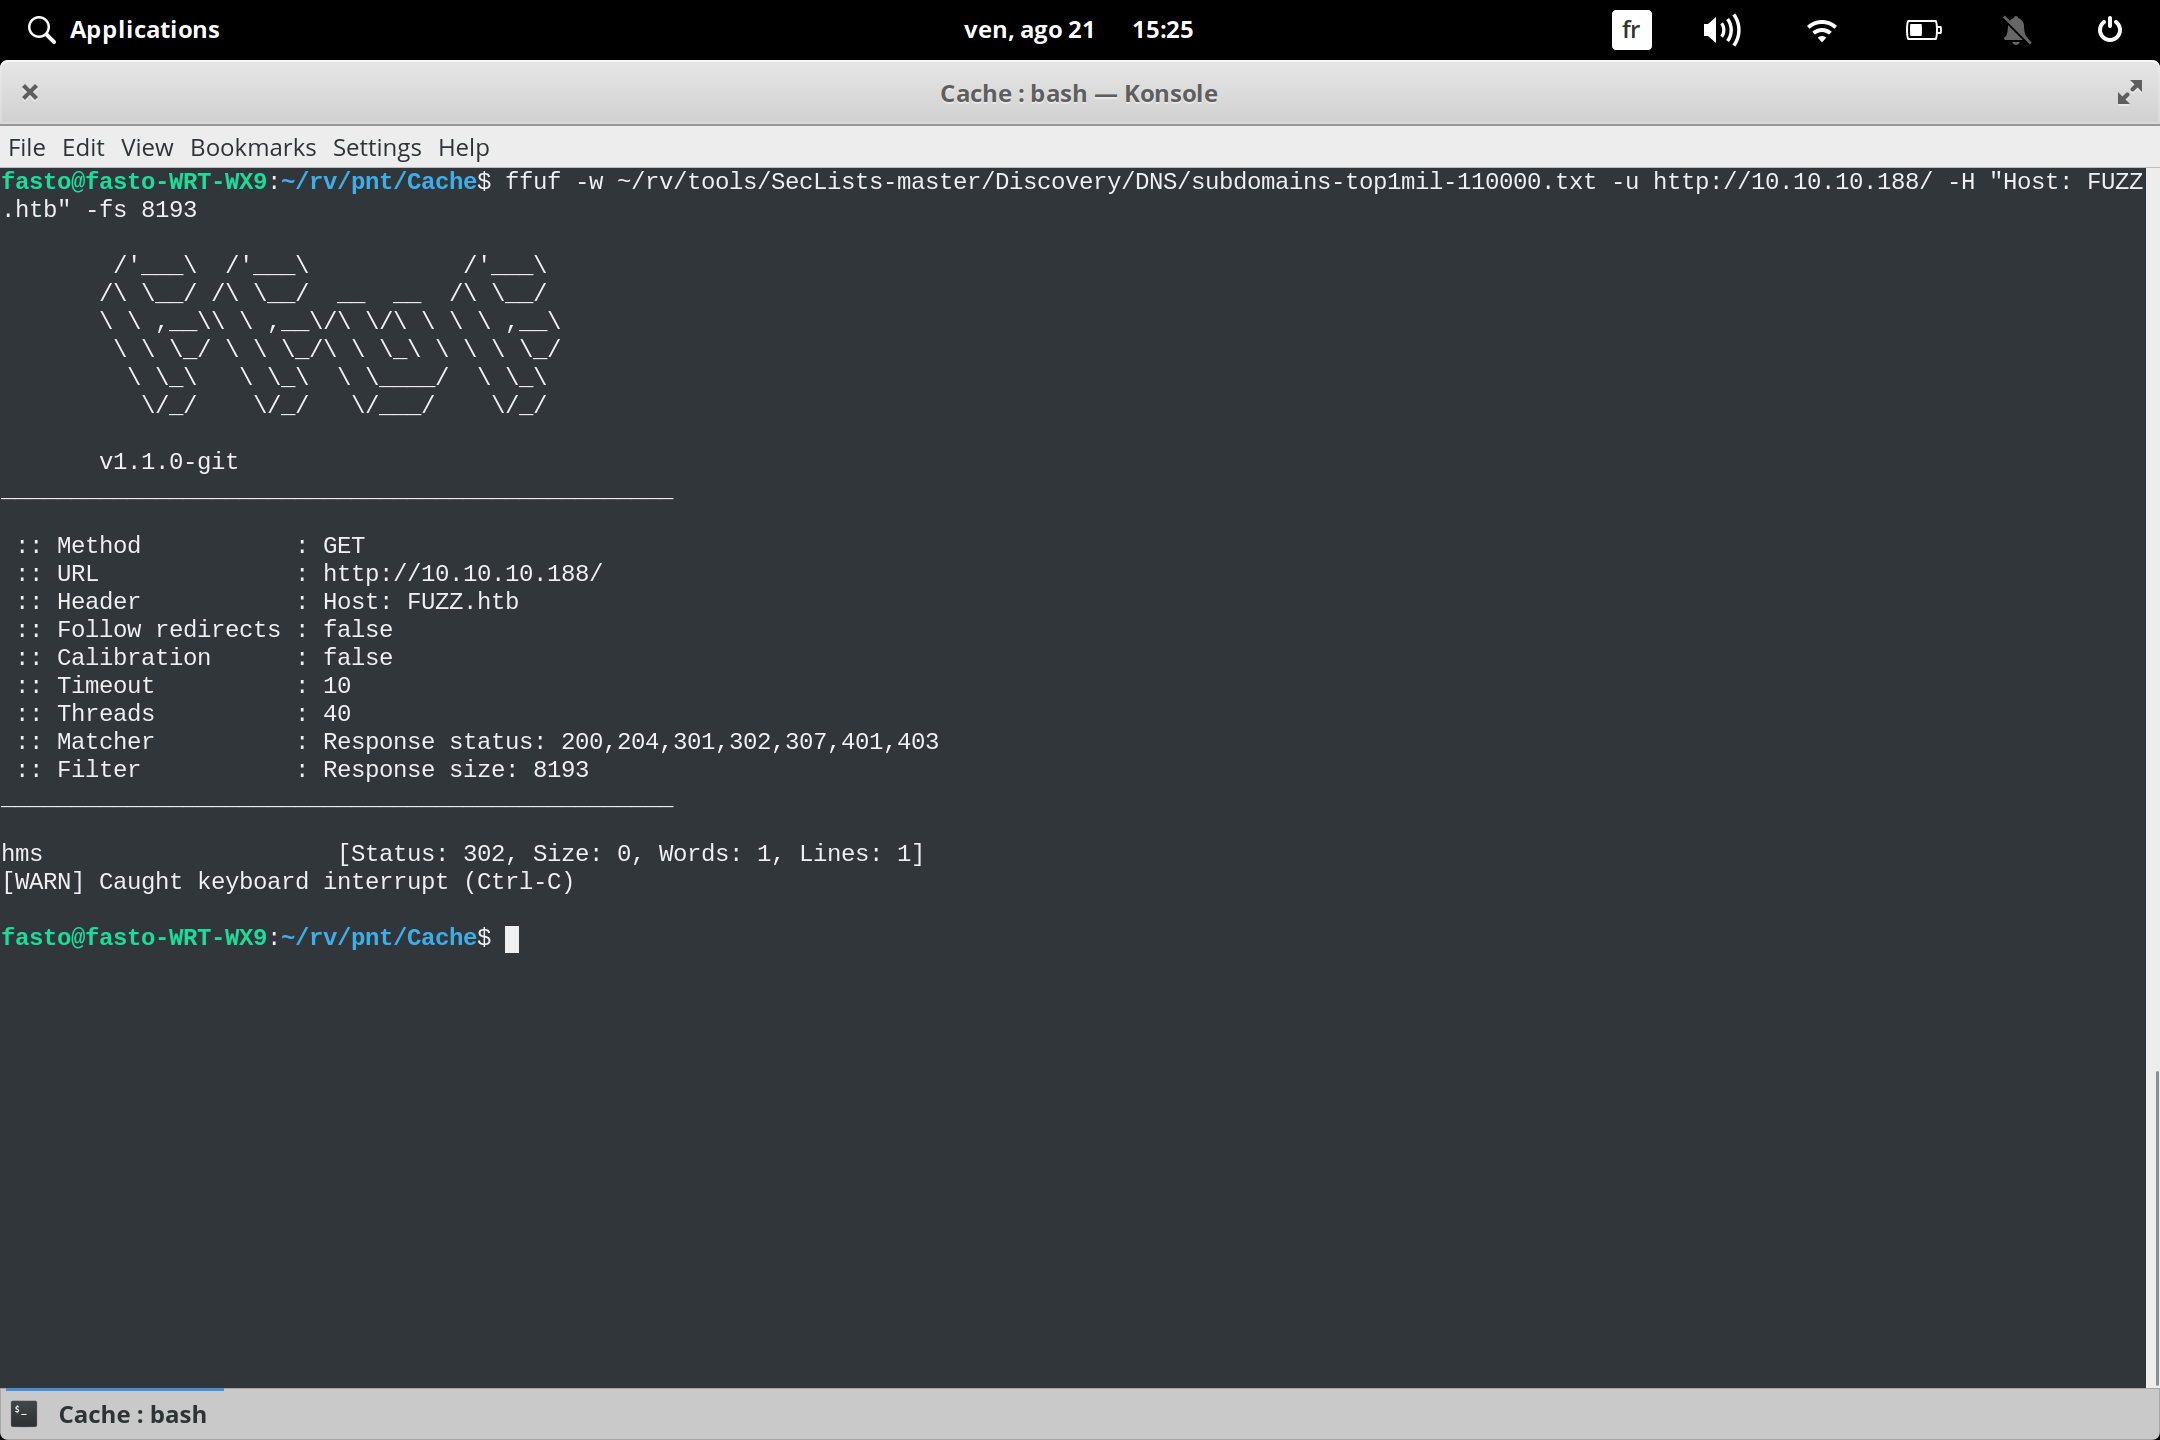 Applications ven, ago 21 15:25 fr
Cache : bash — Konsole
File Edit View Bookmarks Settings Help
fasto@fasto-WRT-WX9:~/rv/pnt/Cache$ ffuf -w ~/rv/tools/SecLists-master/Discovery/DNS/subdomains-top1mil-110000.txt -u http://10.10.10.188/ -H "Host: FUZZ
.htb" -fs 8193
        /'___\  /'___\           /'___\
       /\ \__/ /\ \__/  __  __  /\ \__/
       \ \ ,__\\ \ ,__\/\ \/\ \ \ \ ,__\
        \ \ \_/ \ \ \_/\ \ \_\ \ \ \ \_/
         \ \_\   \ \_\  \ \____/  \ \_\
          \/_/    \/_/   \/___/    \/_/
       v1.1.0-git
________________________________________________
 :: Method           : GET
 :: URL              : http://10.10.10.188/
 :: Header           : Host: FUZZ.htb
 :: Follow redirects : false
 :: Calibration      : false
 :: Timeout          : 10
 :: Threads          : 40
 :: Matcher          : Response status: 200,204,301,302,307,401,403
 :: Filter           : Response size: 8193
________________________________________________
hms                     [Status: 302, Size: 0, Words: 1, Lines: 1]
[WARN] Caught keyboard interrupt (Ctrl-C)
fasto@fasto-WRT-WX9:~/rv/pnt/Cache$
$_ Cache : bash